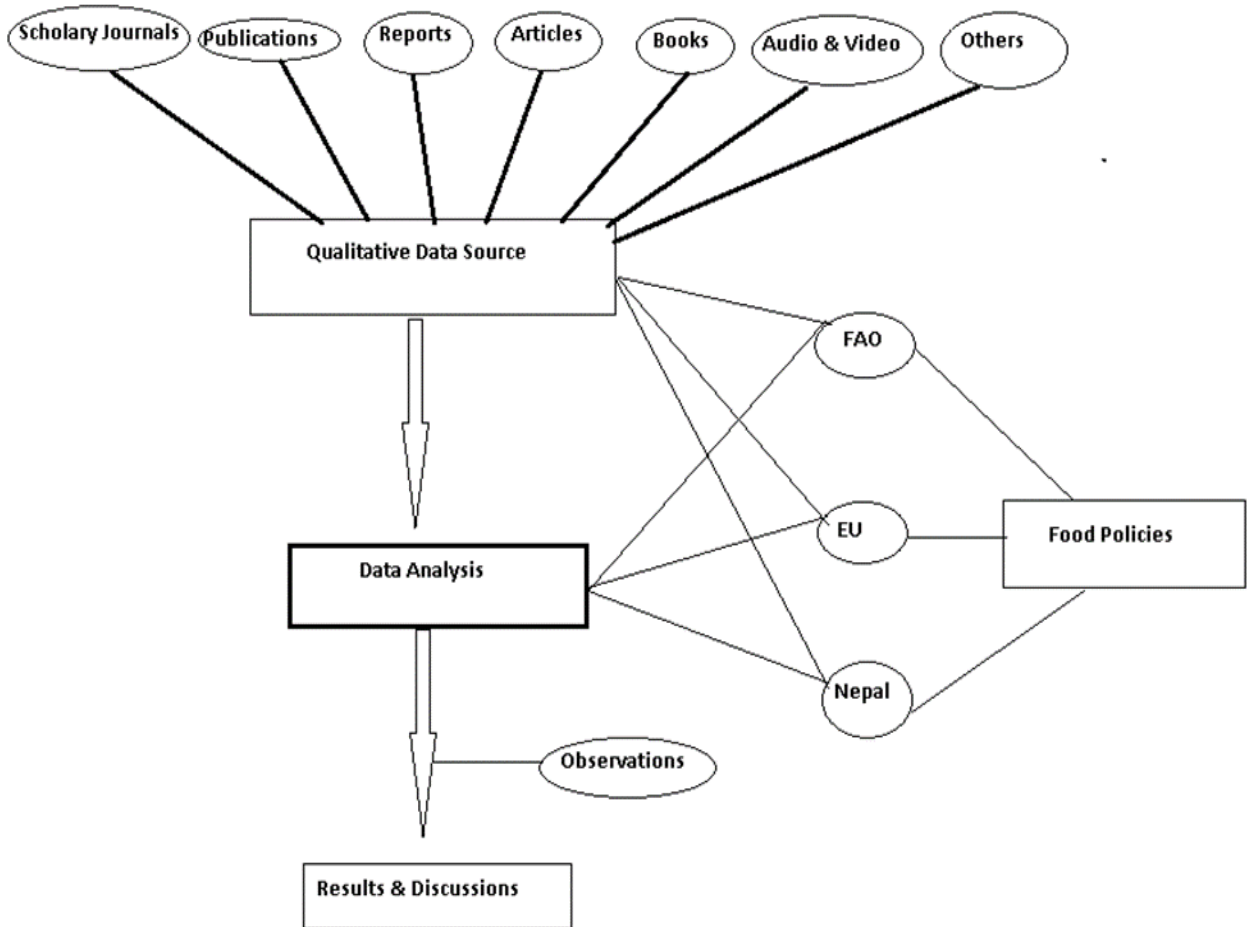 Scholary Journals
Publications
Reports
Articles
Books
Audio & Video
Others
Qualitative Data Source
FAO
EU
Food Policies
Data Analysis
Nepal
Observations
Results & Discussions